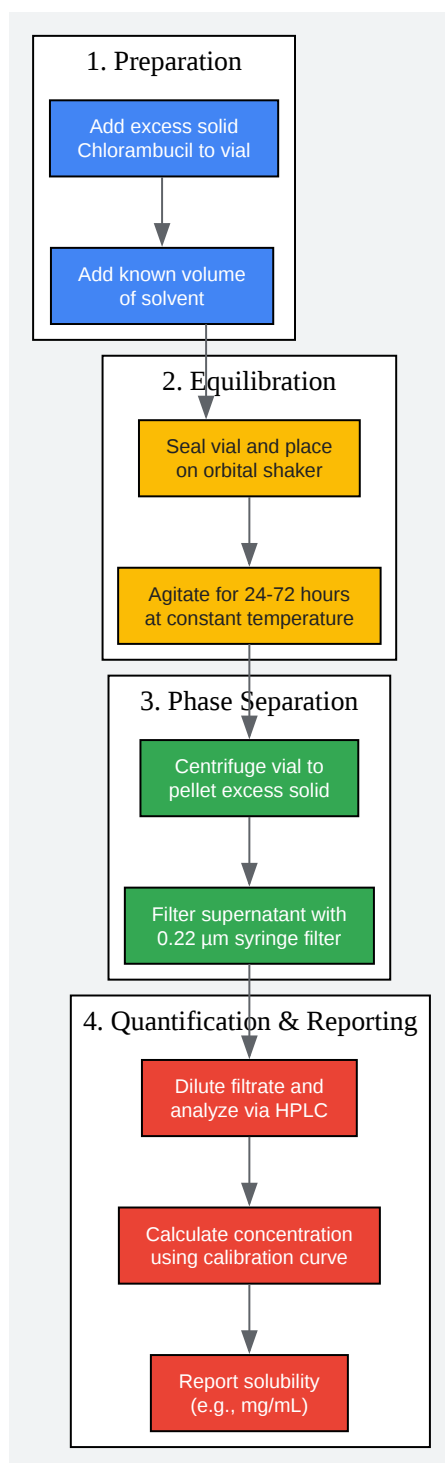 1. Preparation
Add excess solid
Chlorambucil to vial
Add known volume
of solvent
2. Equilibration
Seal vial and place
on orbital shaker
Agitate for 24-72 hours
at constant temperature
3. Phase Separation
Centrifuge vial to
pellet excess solid
Filter supernatant with
0.22 µm syringe filter
4. Quantification & Reporting
Dilute filtrate and
analyze via HPLC
Calculate concentration
using calibration curve
Report solubility
(e.g., mg/mL)